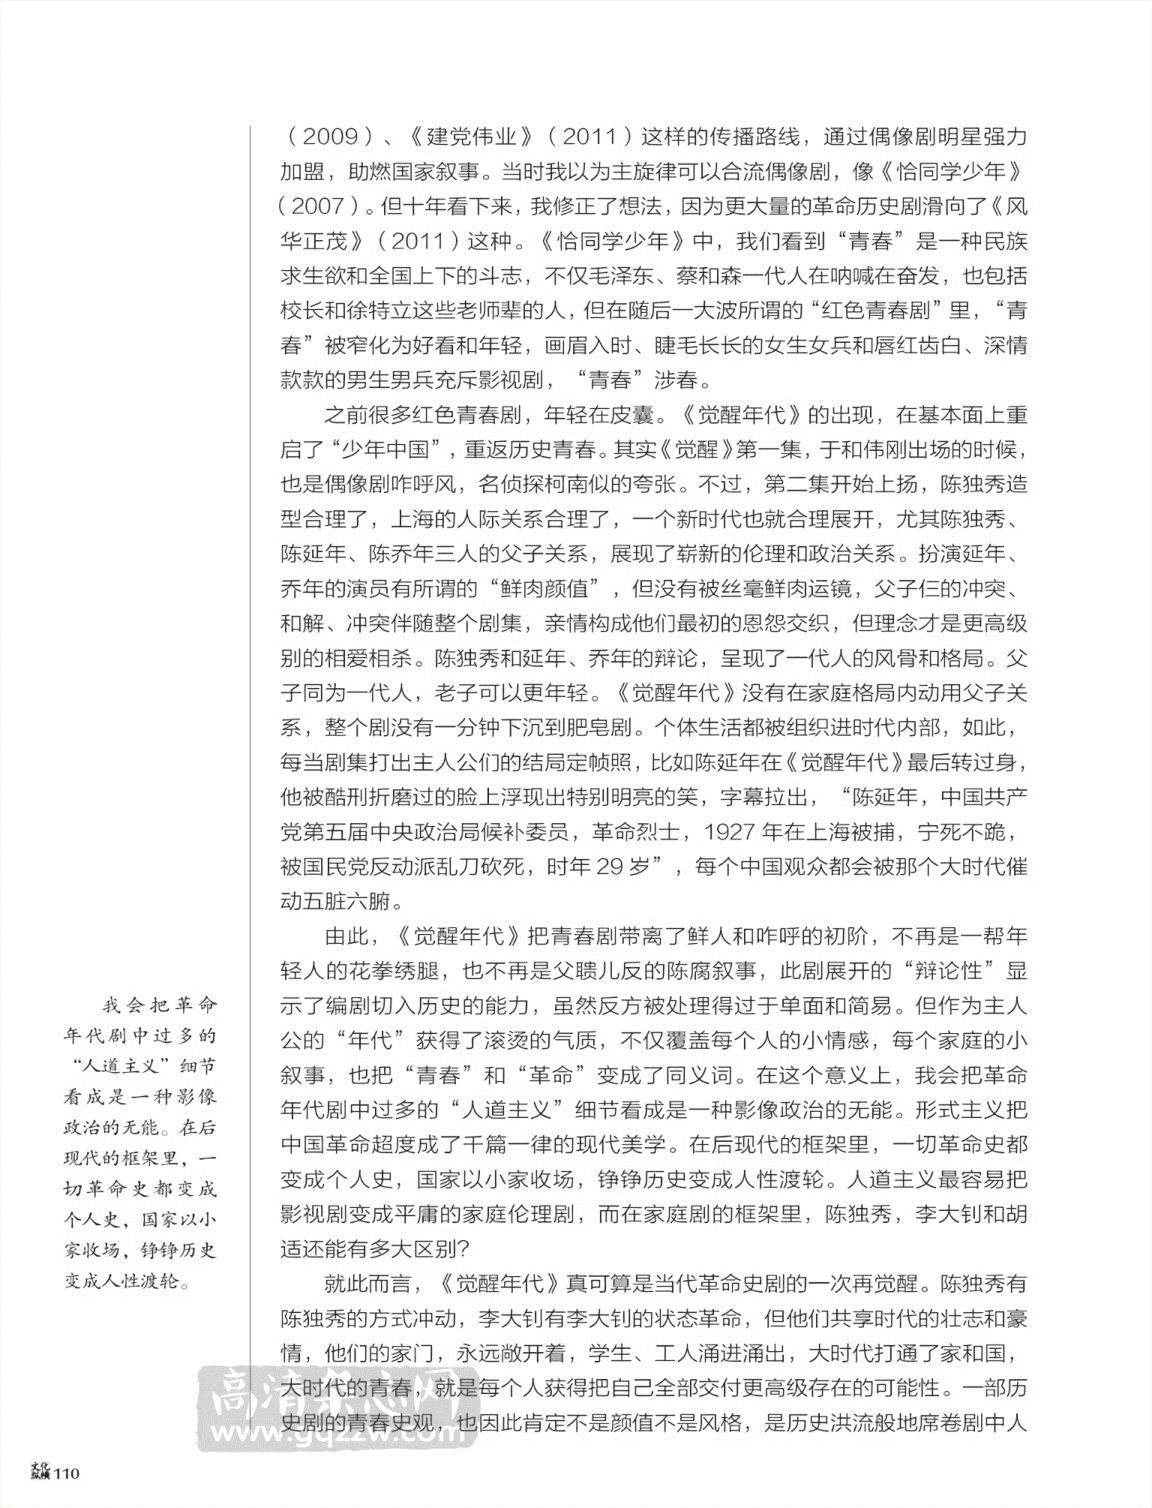 （2009）、《建党伟业》（2011）这样的传播路线，通过偶像剧明星强力
加盟，助燃国家叙事。当时我以为主旋律可以合流偶像剧，像《恰同学少年》
（2007）。但十年看下来，我修正了想法，因为更大量的革命历史剧滑向了《风
华正茂》（2011）这种。《恰同学少年》中，我们看到“青春”是一种民族
求生欲和全国上下的斗志，不仅毛泽东、蔡和森一代人在呐喊在奋发，也包括
校长和徐特立这些老师辈的人，但在随后一大波所谓的“红色青春剧”里，“青
春”被窄化为好看和年轻，画眉入时、睫毛长长的女生女兵和唇红齿白、深情
款款的男生男兵充斥影视剧，“青春”涉春。
之前很多红色青春剧，年轻在皮囊。《觉醒年代》的出现，在基本面上重
启了“少年中国”，重返历史青春。其实《觉醒》第一集，于和伟刚出场的时候，
也是偶像剧咋呼风，名侦探柯南似的夸张。不过，第二集开始上扬，陈独秀造
型合理了，上海的人际关系合理了，一个新时代也就合理展开，尤其陈独秀、
陈延年、陈乔年三人的父子关系，展现了崭新的伦理和政治关系。扮演延年、
乔年的演员有所谓的“鲜肉颜值”，但没有被丝毫鲜肉运镜，父子仨的冲突、
和解、冲突伴随整个剧集，亲情构成他们最初的恩怨交织，但理念才是更高级
别的相爱相杀。陈独秀和延年、乔年的辩论，呈现了一代人的风骨和格局。父
子同为一代人，老子可以更年轻。《觉醒年代》没有在家庭格局内动用父子关
系，整个剧没有一分钟下沉到肥皂剧。个体生活都被组织进时代内部，如此，
每当剧集打出主人公们的结局定帧照，比如陈延年在《觉醒年代》最后转过身，
他被酷刑折磨过的脸上浮现出特别明亮的笑，字幕拉出，“陈延年，中国共产
党第五届中央政治局候补委员，革命烈士，1927 年在上海被捕，宁死不跪，
被国民党反动派乱刀砍死，时年 29 岁”，每个中国观众都会被那个大时代催
动五脏六腑。
由此，《觉醒年代》把青春剧带离了鲜人和咋呼的初阶，不再是一帮年
轻人的花拳绣腿，也不再是父聩儿反的陈腐叙事，此剧展开的“辩论性”显
示了编剧切入历史的能力，虽然反方被处理得过于单面和简易。但作为主人
公的“年代”获得了滚烫的气质，不仅覆盖每个人的小情感，每个家庭的小
叙事，也把“青春”和“革命”变成了同义词。在这个意义上，我会把革命
年代剧中过多的“人道主义”细节看成是一种影像政治的无能。形式主义把
中国革命超度成了千篇一律的现代美学。在后现代的框架里，一切革命史都
变成个人史，国家以小家收场，铮铮历史变成人性渡轮。人道主义最容易把
影视剧变成平庸的家庭伦理剧，而在家庭剧的框架里，陈独秀，李大钊和胡
适还能有多大区别？
就此而言，《觉醒年代》真可算是当代革命史剧的一次再觉醒。陈独秀有
陈独秀的方式冲动，李大钊有李大钊的状态革命，但他们共享时代的壮志和豪
情，他们的家门，永远敞开着，学生、工人涌进涌出，大时代打通了家和国，
大时代的青春，就是每个人获得把自己全部交付更高级存在的可能性。一部历
史剧的青春史观，也因此肯定不是颜值不是风格，是历史洪流般地席卷剧中人
我会把革命
年代剧中过多的
“人道主义”细节
看成是一种影像
政治的无能。在后
现代的框架里，一
切革命史都变成
个人史，国家以小
家收场，铮铮历史
变成人性渡轮。
高清杂志网
www.gqzzw.com
文化
纵横 110